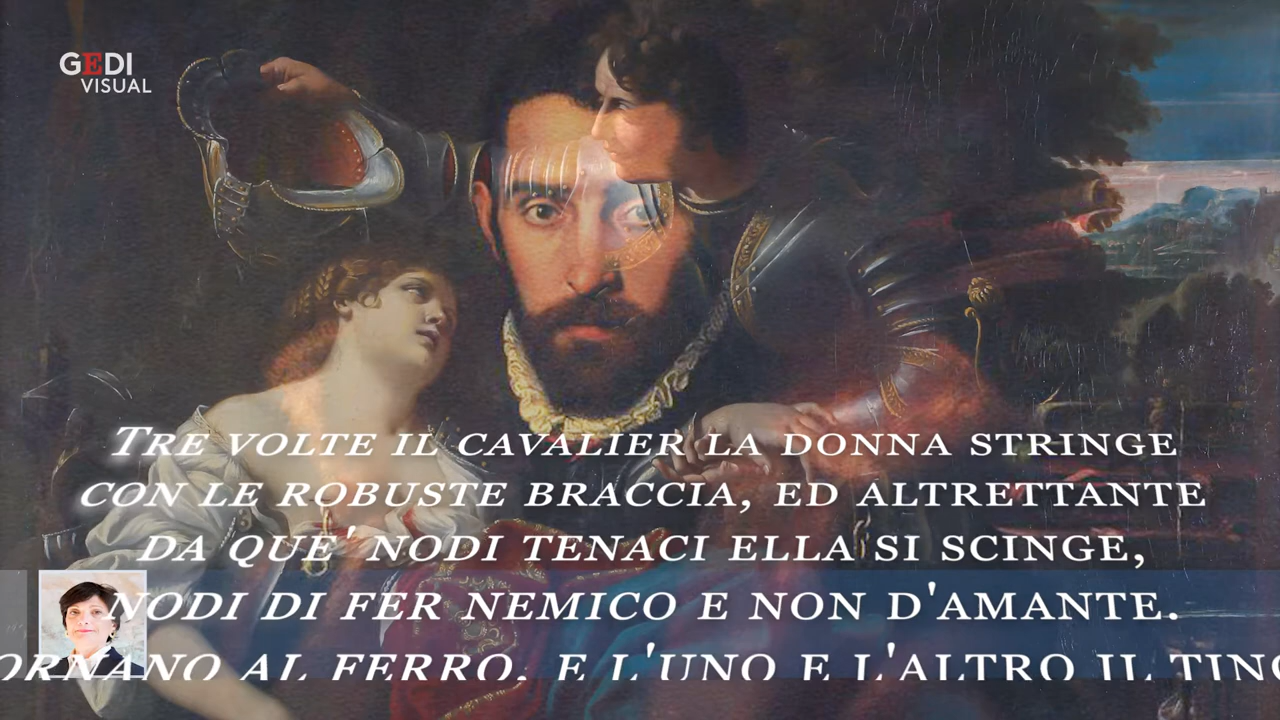 GEDI
VISUAL
TRE VOLTE IL CAVALIER LA DONNA STRINGE
CON LE ROBUSTE BRACCIA, ED ALTRETTANTE
DA QUE' NODI TENACI ELLA SI SCINGE,
NODI DI FER NEMICO E NON D'AMANTE.
AL FERRO, E L'UNO E L'ALTRO IL